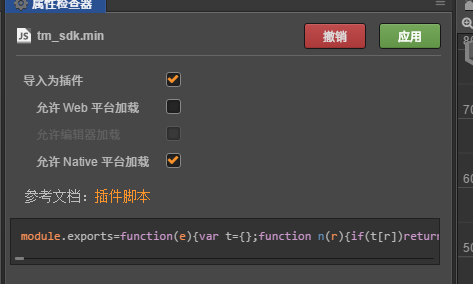 属性检查器
JS tm_sdk.min
撤销
应用
导入为插件
允许 Web 平台加载
允许编辑器加载
允许 Native 平台加载
参考文档：插件脚本
module.exports=function(e){var t={};function n(r){if(t[r])return
80
70
60
50